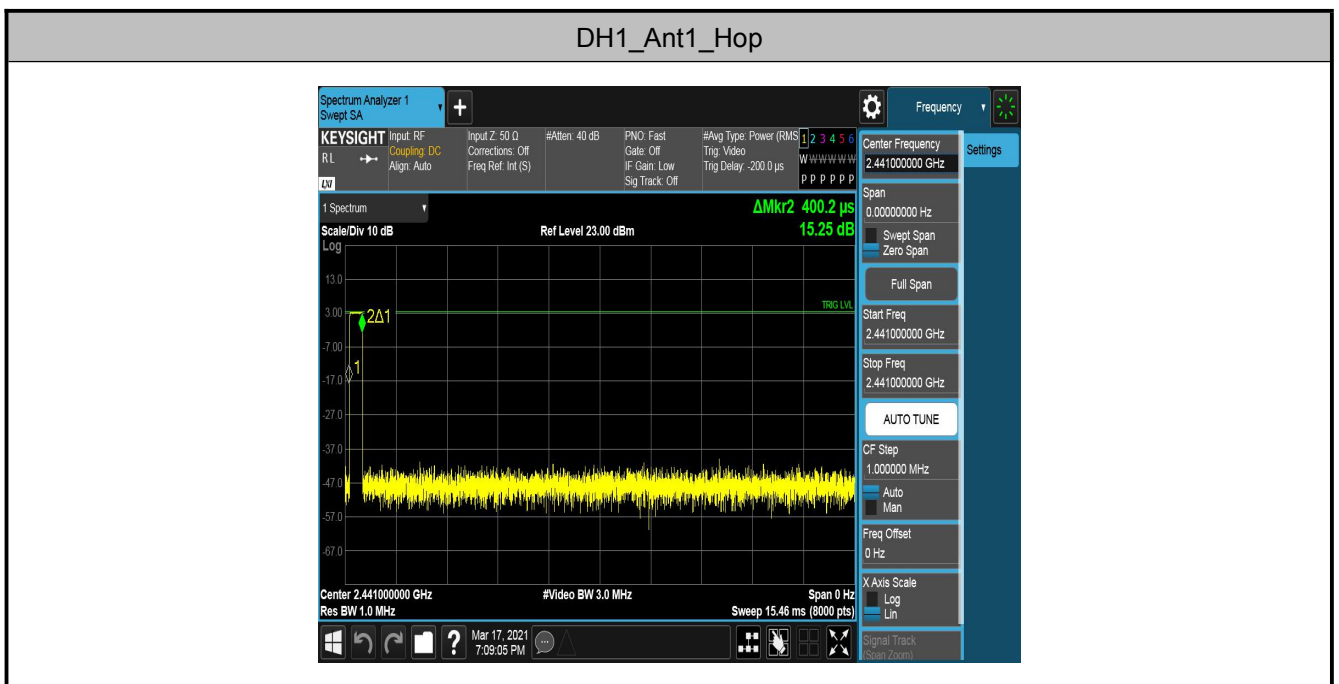 DH1_Ant1_Hop
Spectrum Analyzer 1
Swept SA
Frequency
KEYSIGHT
RL
LXI
Input: RF
Coupling: DC
Align: Auto
Input Z: 50 Ω
Corrections: Off
Freq Ref: Int (S)
#Atten: 40 dB
PNO: Fast
Gate: Off
IF Gain: Low
Sig Track: Off
#Avg Type: Power (RMS
Trig: Video
Trig Delay: -200.0 µs
1 2 3 4 5 6
W W W W W W
P P P P P P
1 Spectrum
ΔMkr2 400.2 µs
Scale/Div 10 dB
Ref Level 23.00 dBm
15.25 dB
Log
13.0
3.00
-7.00
-17.0
-27.0
-37.0
-47.0
-57.0
-67.0
TRIG LVL
2Δ1
1
Center 2.441000000 GHz
#Video BW 3.0 MHz
Span 0 Hz
Res BW 1.0 MHz
Sweep 15.46 ms (8000 pts)
Mar 17, 2021
7:09:05 PM
Center Frequency
2.441000000 GHz
Settings
Span
0.00000000 Hz
Swept Span
Zero Span
Full Span
Start Freq
2.441000000 GHz
Stop Freq
2.441000000 GHz
AUTO TUNE
CF Step
1.000000 MHz
Auto
Man
Freq Offset
0 Hz
X Axis Scale
Log
Lin
Signal Track
(Span Zoom)